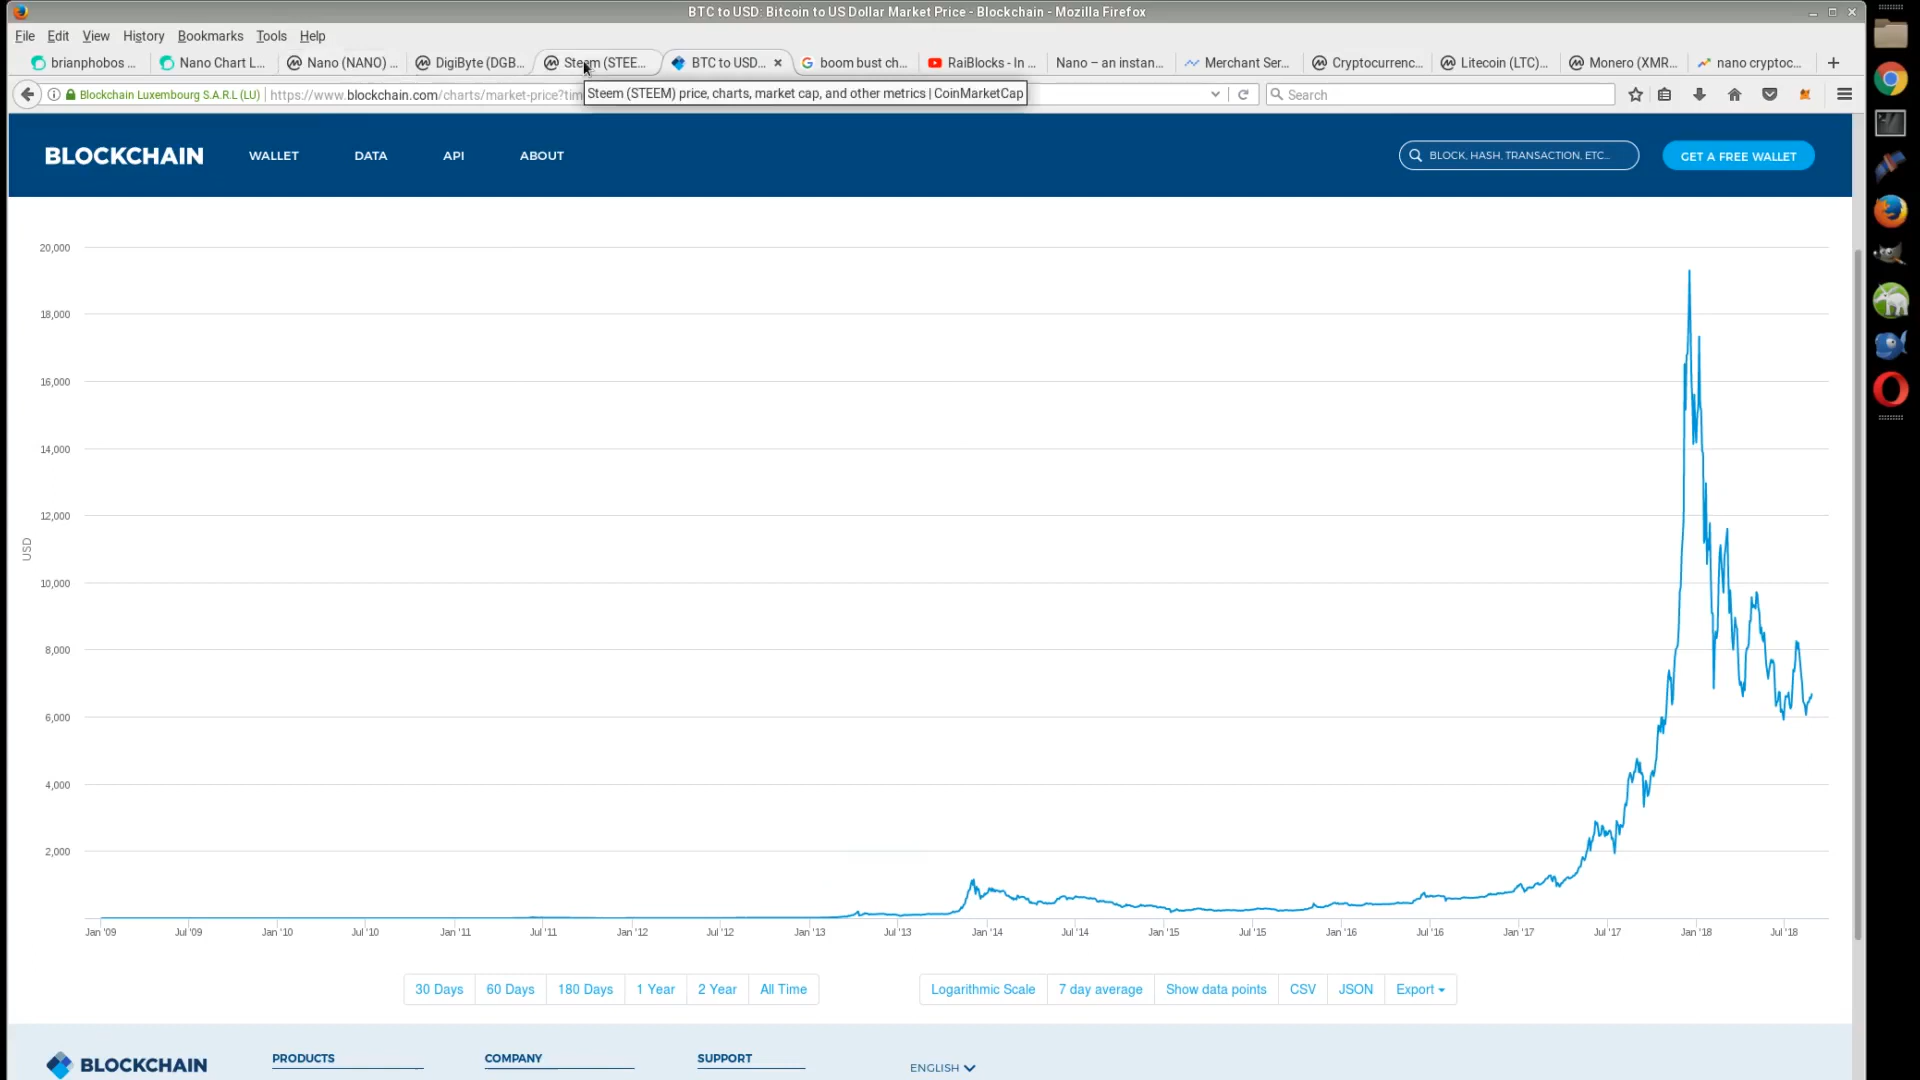 BTC to USD: Bitcoin to US Dollar Market Price - Blockchain - Mozilla Firefox
File Edit View History Bookmarks Tools Help
brianphobos ... Nano Chart L... Nano (NANO) ... DigiByte (DGB... Steem (STEE... BTC to USD... boom bust ch... RaiBlocks - In ... Nano – an instan... Merchant Ser... Cryptocurrenc... Litecoin (LTC)... Monero (XMR... nano cryptoc...
Blockchain Luxembourg S.A.R.L (LU) https://www.blockchain.com/charts/market-price?tim Search
Steem (STEEM) price, charts, market cap, and other metrics | CoinMarketCap
BLOCKCHAIN WALLET DATA API ABOUT BLOCK, HASH, TRANSACTION, ETC... GET A FREE WALLET
20,000
18,000
16,000
14,000
12,000
USD
10,000
8,000
6,000
4,000
2,000
Jan '09 Jul '09 Jan '10 Jul '10 Jan '11 Jul '11 Jan '12 Jul '12 Jan '13 Jul '13 Jan '14 Jul '14 Jan '15 Jul '15 Jan '16 Jul '16 Jan '17 Jul '17 Jan '18 Jul '18
30 Days 60 Days 180 Days 1 Year 2 Year All Time Logarithmic Scale 7 day average Show data points CSV JSON Export
BLOCKCHAIN PRODUCTS COMPANY SUPPORT ENGLISH